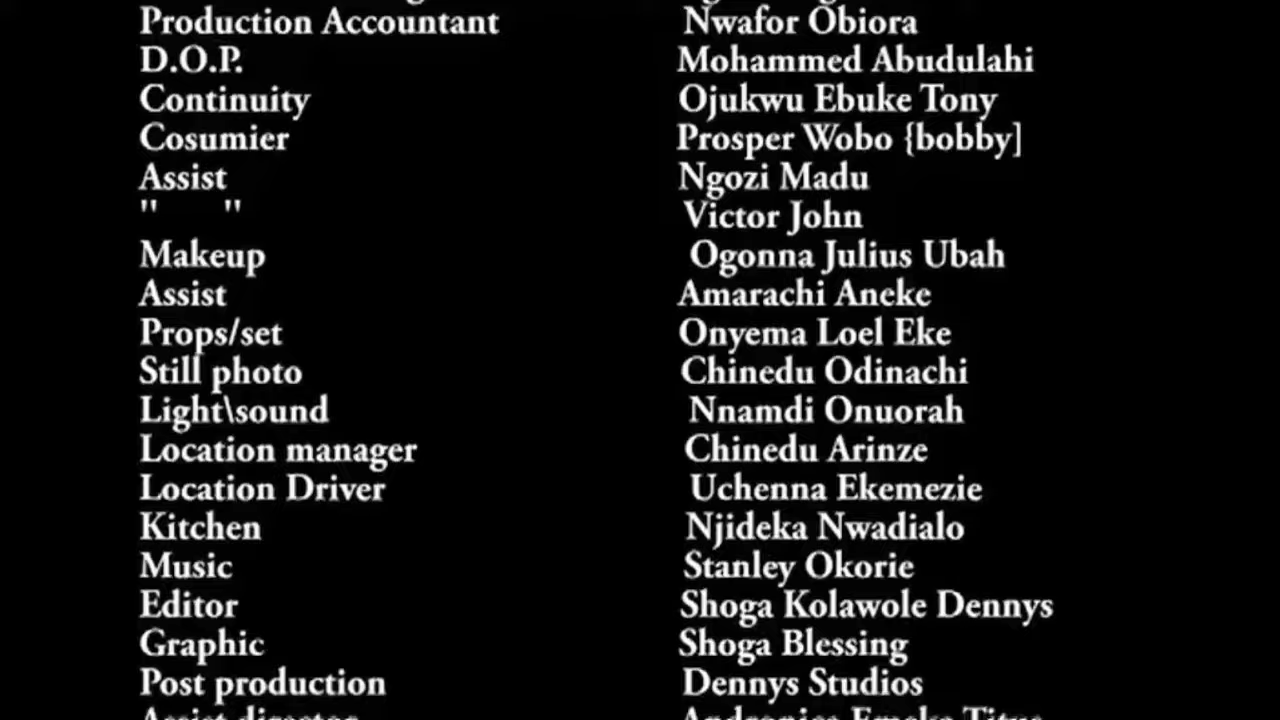 Production Accountant Nwafor Obiora
D.O.P. Mohammed Abudulahi
Continuity Ojukwu Ebuke Tony
Cosumier Prosper Wobo {bobby]
Assist Ngozi Madu
" " Victor John
Makeup Ogonna Julius Ubah
Assist Amarachi Aneke
Props/set Onyema Loel Eke
Still photo Chinedu Odinachi
Light\sound Nnamdi Onuorah
Location manager Chinedu Arinze
Location Driver Uchenna Ekemezie
Kitchen Njideka Nwadialo
Music Stanley Okorie
Editor Shoga Kolawole Dennys
Graphic Shoga Blessing
Post production Dennys Studios
Assist director